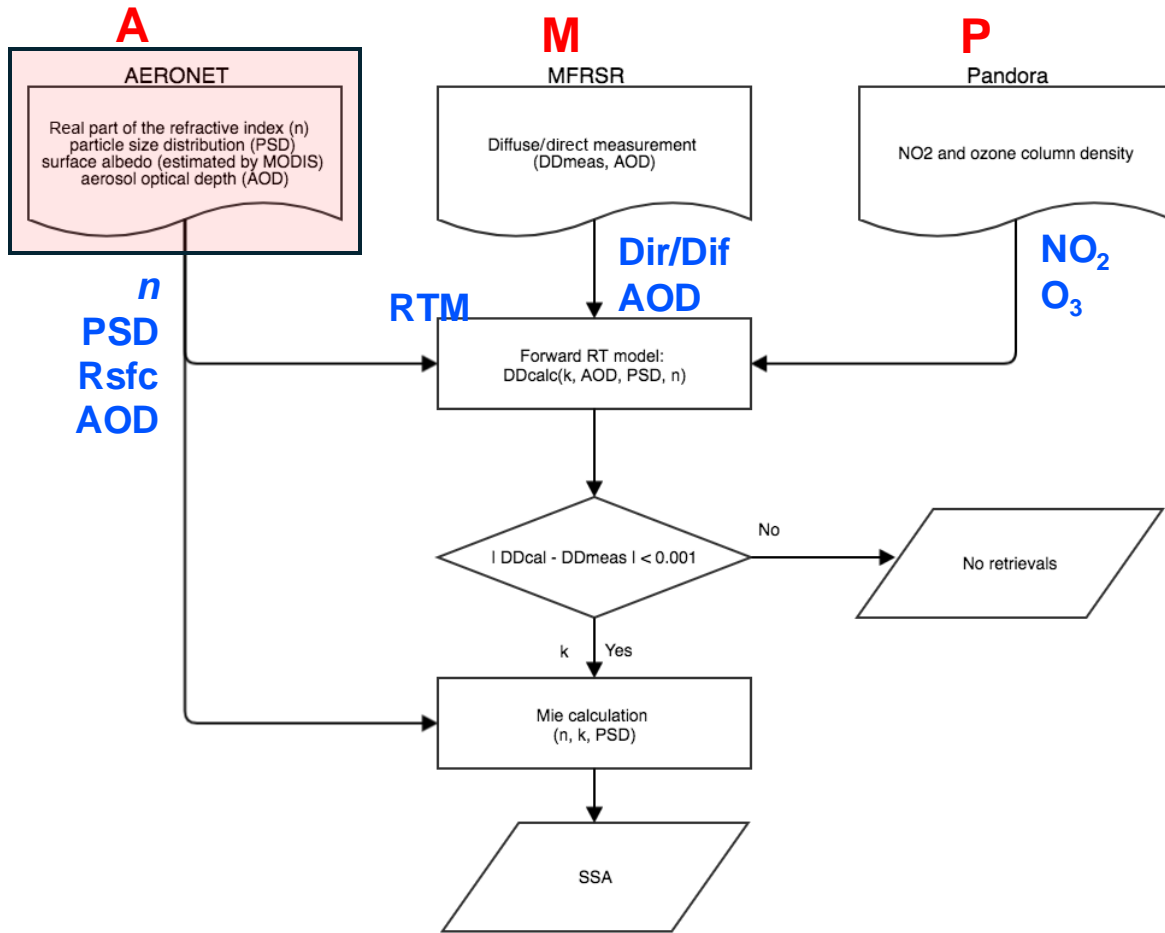 A
M
P
AERONET
MFRSR
Pandora
Real part of the refractive index (n)
particle size distribution (PSD)
surface albedo (estimated by MODIS)
aerosol optical depth (AOD)
Diffuse/direct measurement
(DDmeas, AOD)
NO2 and ozone column density
n
PSD
Rsfc
AOD
RTM
Dir/Dif
AOD
NO₂
O₃
Forward RT model:
DDcalc(k, AOD, PSD, n)
| DDcal - DDmeas | < 0.001
No
No retrievals
k
Yes
Mie calculation
(n, k, PSD)
SSA